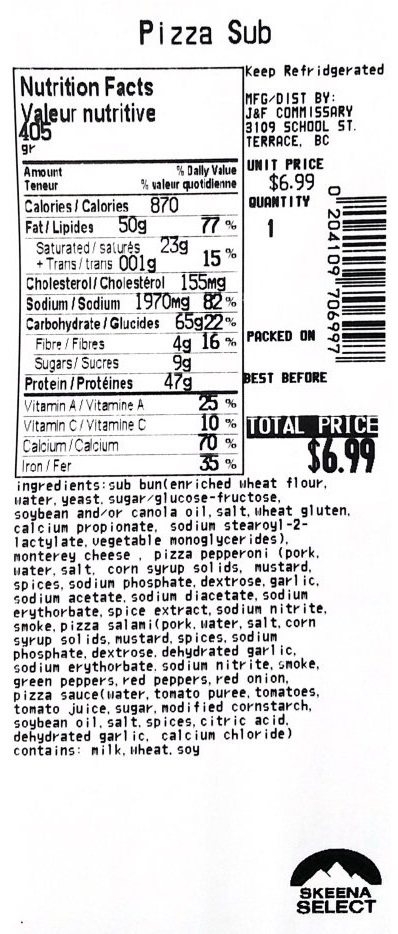 Pizza Sub
Nutrition Facts
Valeur nutritive
405
gr
Amount % Daily Value
Teneur % valeur quotidienne
Calories / Calories 870
Fat / Lipides 50g 77 %
Saturated / saturés 23g
+ Trans / trans 001g 15 %
Cholesterol / Cholestérol 155mg
Sodium / Sodium 1970mg 82 %
Carbohydrate / Glucides 65g 22 %
Fibre / Fibres 4g 16 %
Sugars / Sucres 9g
Protein / Protéines 47g
Vitamin A / Vitamine A 25 %
Vitamin C / Vitamine C 10 %
Calcium / Calcium 70 %
Iron / Fer 35 %
Keep Refridgerated
MFG/DIST BY:
J&F COMMISSARY
3109 SCHOOL ST.
TERRACE, BC
UNIT PRICE
$6.99
QUANTITY
1
0 204109 706997
PACKED ON
BEST BEFORE
TOTAL PRICE
$6.99
ingredients:sub bun(enriched wheat flour,
water, yeast, sugar/glucose-fructose,
soybean and/or canola oil, salt, wheat gluten,
calcium propionate, sodium stearoyl-2-
lactylate, vegetable monoglycerides),
monterey cheese , pizza pepperoni (pork,
water, salt, corn syrup solids, mustard,
spices, sodium phosphate, dextrose, garlic,
sodium acetate, sodium diacetate, sodium
erythorbate, spice extract, sodium nitrite,
smoke, pizza salami(pork, water, salt, corn
syrup solids, mustard, spices, sodium
phosphate, dextrose, dehydrated garlic,
sodium erythorbate, sodium nitrite, smoke,
green peppers, red peppers, red onion,
pizza sauce(water, tomato puree, tomatoes,
tomato juice, sugar, modified cornstarch,
soybean oil, salt, spices, citric acid,
dehydrated garlic, calcium chloride)
contains: milk, wheat, soy
SKEENA
SELECT